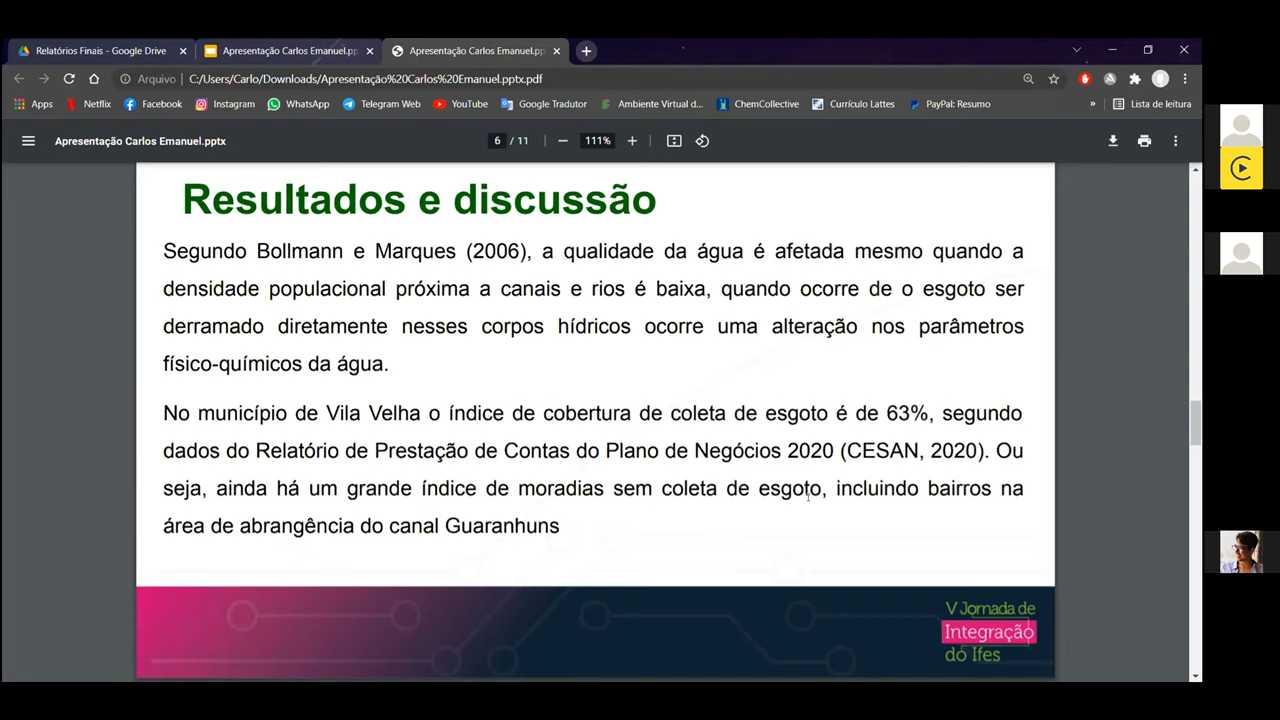 Relatórios Finais - Google Drive
Apresentação Carlos Emanuel.pp
Apresentação Carlos Emanuel.pp
Arquivo
C:/Users/Carlo/Downloads/Apresentação%20Carlos%20Emanuel.pptx.pdf
Apps Netflix Facebook Instagram WhatsApp Telegram Web YouTube Google Tradutor Ambiente Virtual d... ChemCollective Currículo Lattes PayPal: Resumo » Lista de leitura
Apresentação Carlos Emanuel.pptx
6 / 11
111%
Resultados e discussão
Segundo Bollmann e Marques (2006), a qualidade da água é afetada mesmo quando a
densidade populacional próxima a canais e rios é baixa, quando ocorre de o esgoto ser
derramado diretamente nesses corpos hídricos ocorre uma alteração nos parâmetros
físico-químicos da água.
No município de Vila Velha o índice de cobertura de coleta de esgoto é de 63%, segundo
dados do Relatório de Prestação de Contas do Plano de Negócios 2020 (CESAN, 2020). Ou
seja, ainda há um grande índice de moradias sem coleta de esgoto, incluindo bairros na
área de abrangência do canal Guaranhuns
V Jornada de
Integração
do Ifes